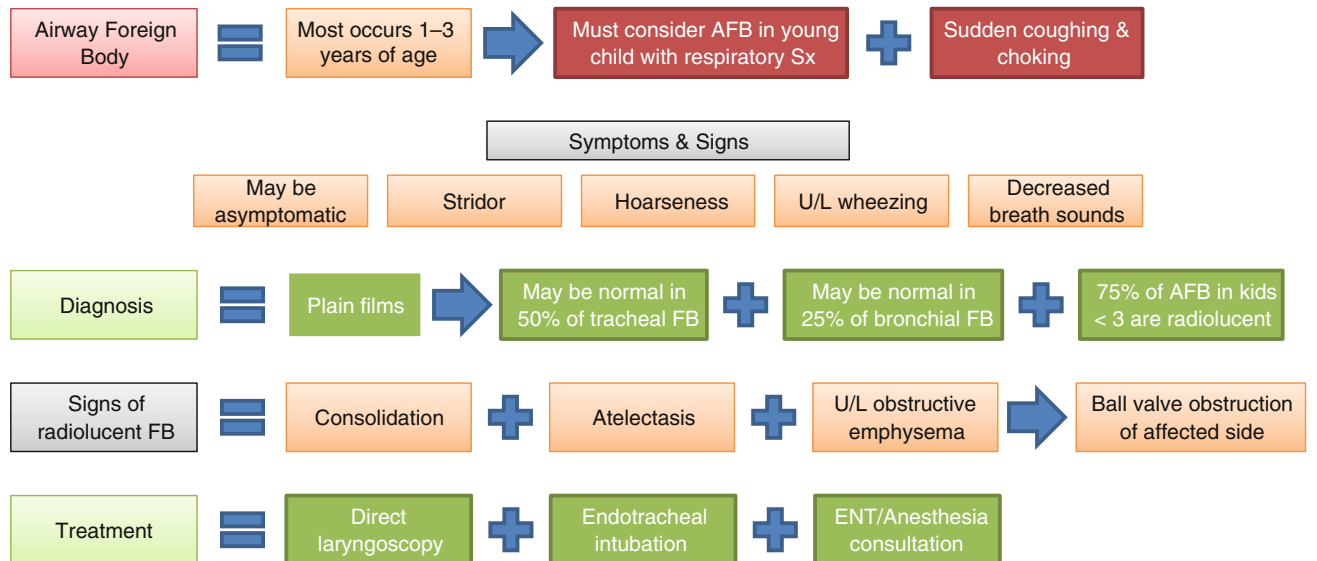 Airway Foreign
Body
Most occurs 1–3
years of age
Must consider AFB in young
child with respiratory Sx
Sudden coughing &
choking
Symptoms & Signs
May be
asymptomatic
Stridor
Hoarseness
U/L wheezing
Decreased
breath sounds
Diagnosis
Plain films
May be normal in
50% of tracheal FB
May be normal in
25% of bronchial FB
75% of AFB in kids
< 3 are radiolucent
Signs of
radiolucent FB
Consolidation
Atelectasis
U/L obstructive
emphysema
Ball valve obstruction
of affected side
Treatment
Direct
laryngoscopy
Endotracheal
intubation
ENT/Anesthesia
consultation